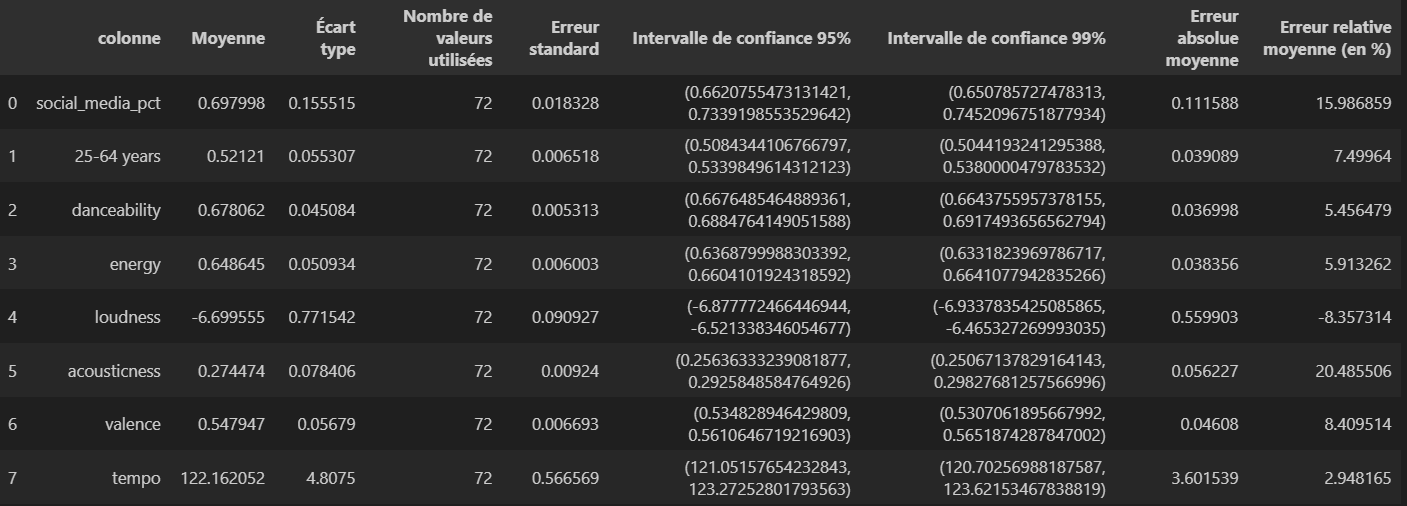 colonne Moyenne Écart type Nombre de valeurs utilisées Erreur standard Intervalle de confiance 95% Intervalle de confiance 99% Erreur absolue moyenne Erreur relative moyenne (en %)
0 social_media_pct 0.697998 0.155515 72 0.018328 (0.6620755473131421, 0.7339198553529642) (0.650785727478313, 0.7452096751877934) 0.111588 15.986859
1 25-64 years 0.52121 0.055307 72 0.006518 (0.5084344106766797, 0.5339849614312123) (0.5044193241295388, 0.5380000479783532) 0.039089 7.49964
2 danceability 0.678062 0.045084 72 0.005313 (0.6676485464889361, 0.6884764149051588) (0.6643755957378155, 0.6917493656562794) 0.036998 5.456479
3 energy 0.648645 0.050934 72 0.006003 (0.6368799988303392, 0.6604101924318592) (0.6331823969786717, 0.6641077942835266) 0.038356 5.913262
4 loudness -6.699555 0.771542 72 0.090927 (-6.877772466446944, -6.521338346054677) (-6.9337835425085865, -6.465327269993035) 0.559903 -8.357314
5 acousticness 0.274474 0.078406 72 0.00924 (0.25636333239081877, 0.2925848584764926) (0.25067137829164143, 0.29827681257566996) 0.056227 20.485506
6 valence 0.547947 0.05679 72 0.006693 (0.534828946429809, 0.5610646719216903) (0.5307061895667992, 0.5651874287847002) 0.04608 8.409514
7 tempo 122.162052 4.8075 72 0.566569 (121.05157654232843, 123.27252801793563) (120.70256988187587, 123.62153467838819) 3.601539 2.948165